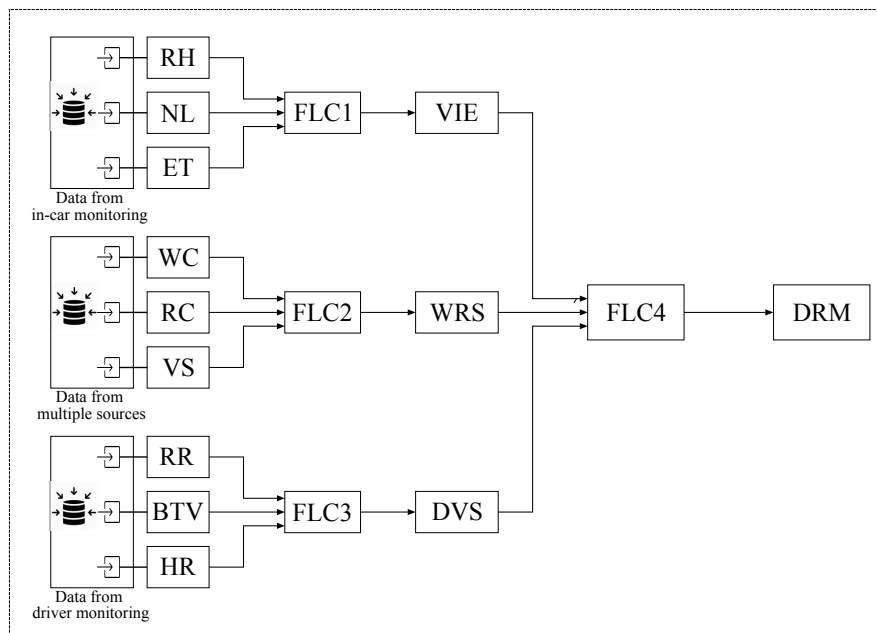 RH
NL
ET
FLC1
VIE
Data from
in-car monitoring
WC
RC
VS
FLC2
WRS
FLC4
DRM
Data from
multiple sources
RR
BTV
HR
FLC3
DVS
Data from
driver monitoring